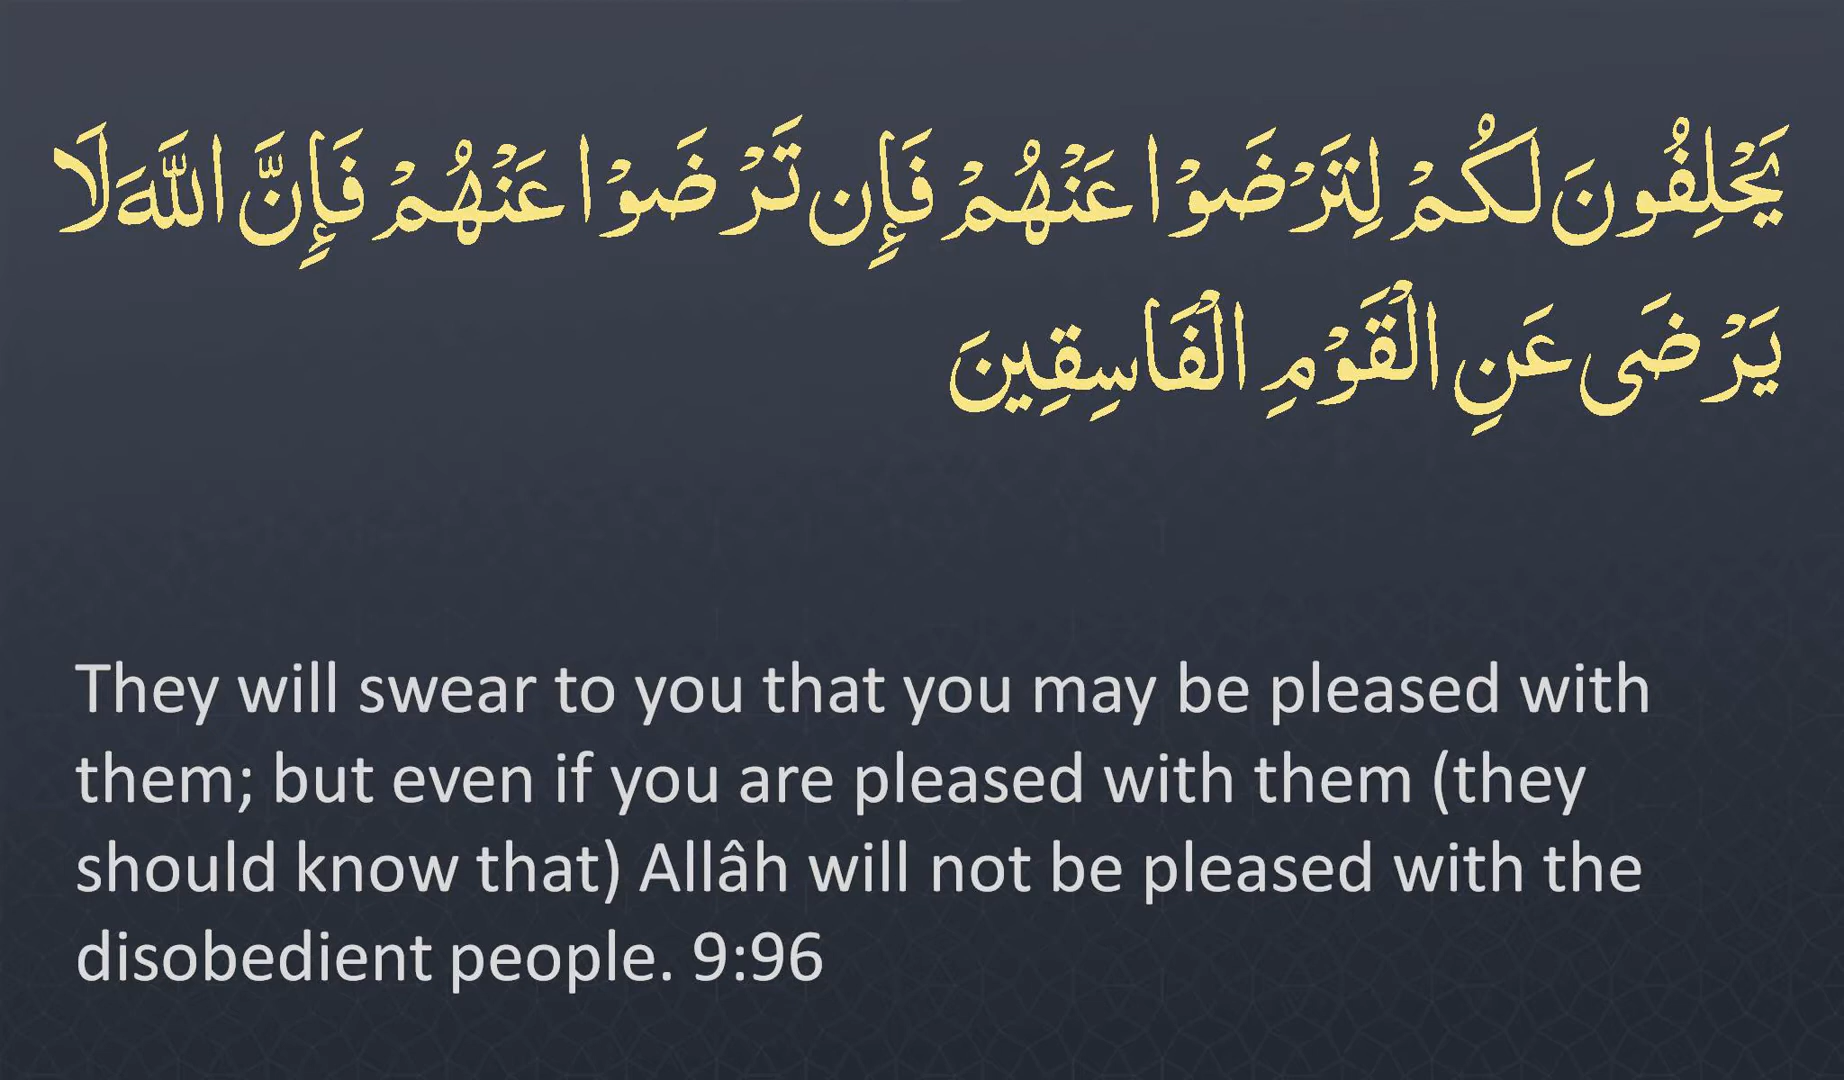 يَحْلِفُونَ لَكُمْ لِتَرْضَوْا عَنْهُمْ فَإِن تَرْضَوْا عَنْهُمْ فَإِنَّ اللَّهَ لَا
يَرْضَى عَنِ الْقَوْمِ الْفَاسِقِينَ
They will swear to you that you may be pleased with
them; but even if you are pleased with them (they
should know that) Allâh will not be pleased with the
disobedient people. 9:96